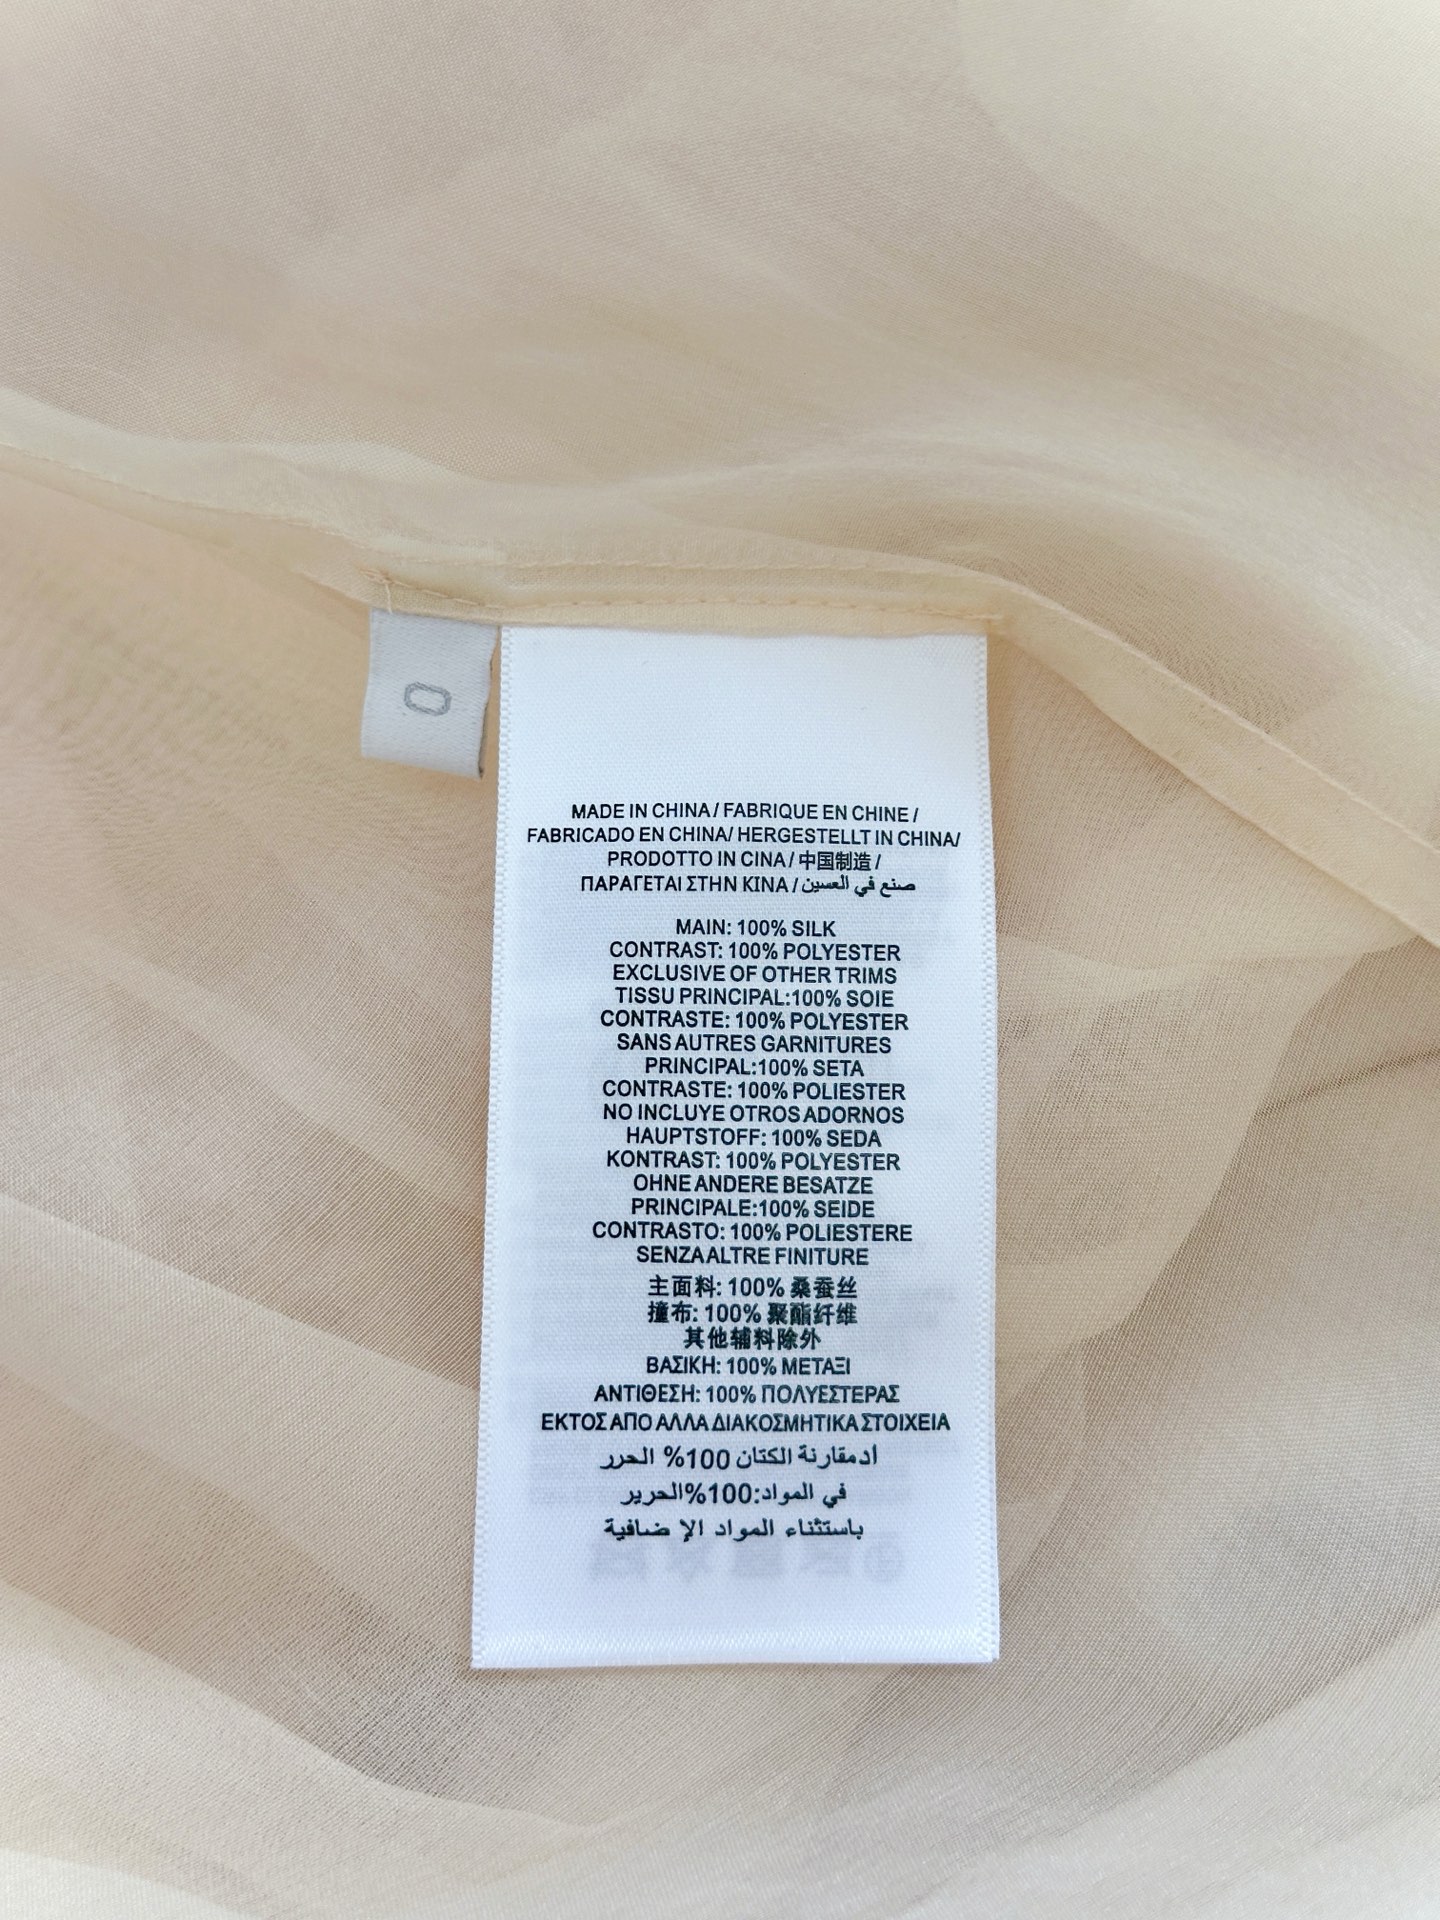 0
MADE IN CHINA / FABRIQUE EN CHINE /
FABRICADO EN CHINA/ HERGESTELLT IN CHINA/
PRODOTTO IN CINA / 中国制造 /
ΠΑΡΑΓΕΤΑΙ ΣΤΗΝ ΚΙΝΑ / صنع في العسين
MAIN: 100% SILK
CONTRAST: 100% POLYESTER
EXCLUSIVE OF OTHER TRIMS
TISSU PRINCIPAL:100% SOIE
CONTRASTE: 100% POLYESTER
SANS AUTRES GARNITURES
PRINCIPAL:100% SETA
CONTRASTE: 100% POLIESTER
NO INCLUYE OTROS ADORNOS
HAUPTSTOFF: 100% SEDA
KONTRAST: 100% POLYESTER
OHNE ANDERE BESATZE
PRINCIPALE:100% SEIDE
CONTRASTO: 100% POLIESTERE
SENZA ALTRE FINITURE
主面料: 100% 桑蚕丝
撞布: 100% 聚酯纤维
其他辅料除外
ΒΑΣΙΚΗ: 100% ΜΕΤΑΞΙ
ΑΝΤΙΘΕΣΗ: 100% ΠΟΛΥΕΣΤΕΡΑΣ
ΕΚΤΟΣ ΑΠΟ ΑΛΛΑ ΔΙΑΚΟΣΜΗΤΙΚΑ ΣΤΟΙΧΕΙΑ
ادمقارنة الكتان 100% الحرر
في المواد:100%الحرير
باستثناء المواد الإ ضافية